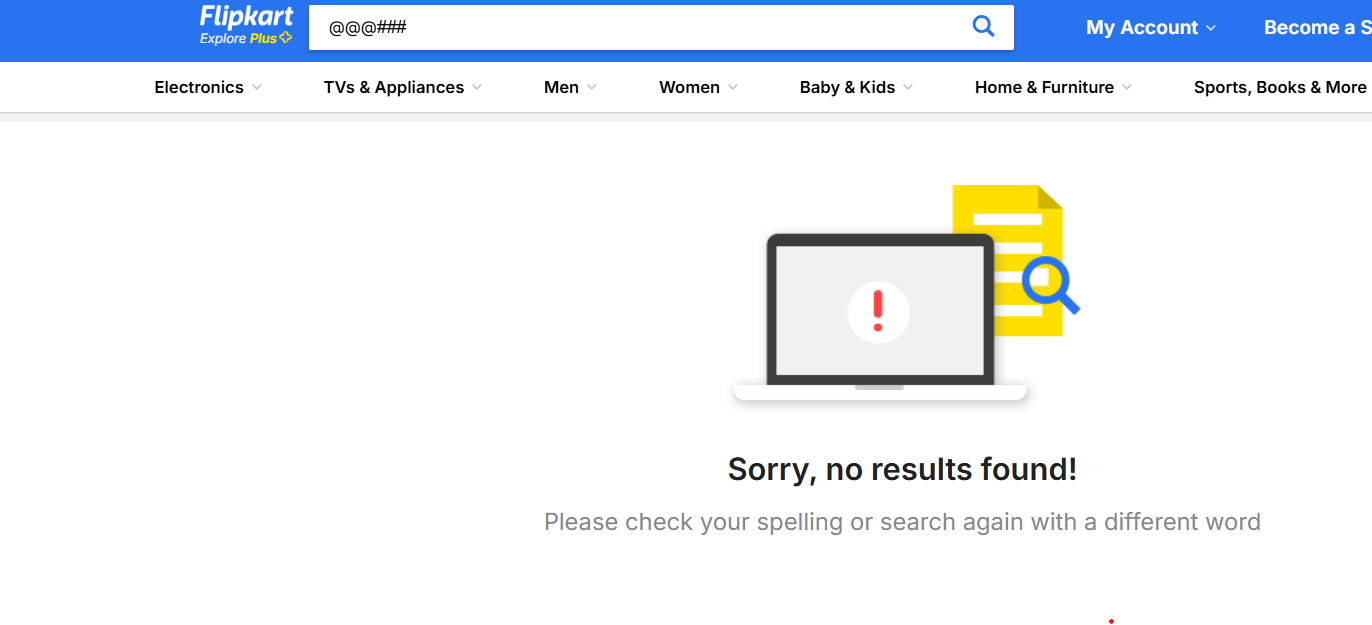 Flipkart
Explore Plus
@@@###
My Account
Become a S
Electronics
TVs & Appliances
Men
Women
Baby & Kids
Home & Furniture
Sports, Books & More
!
Sorry, no results found!
Please check your spelling or search again with a different word